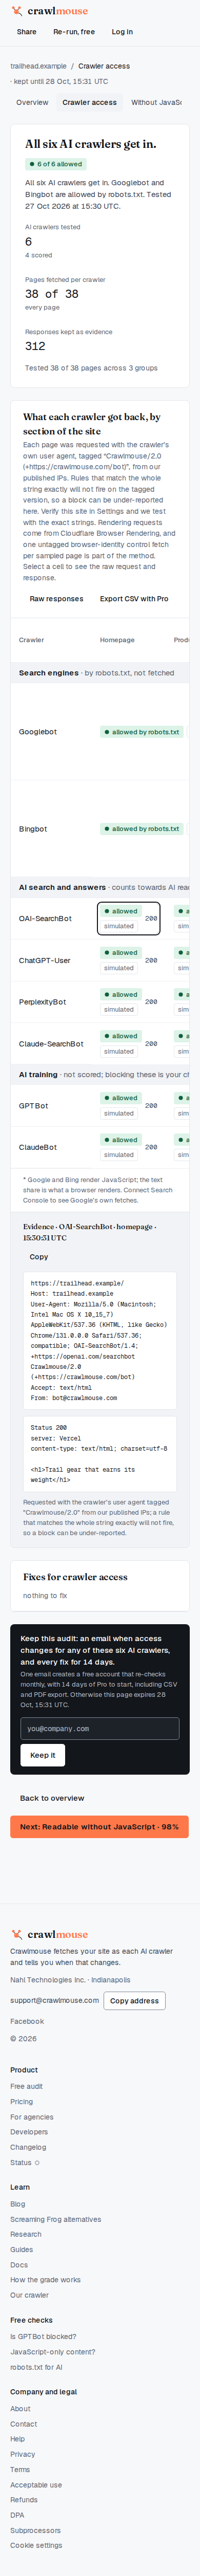 crawlmouse
Share Re-run, free Log in
trailhead.example / Crawler access
· kept until 28 Oct, 15:31 UTC
Overview Crawler access Without JavaSc
All six AI crawlers get in.
6 of 6 allowed
All six AI crawlers get in. Googlebot and
Bingbot are allowed by robots.txt. Tested
27 Oct 2026 at 15:30 UTC.
AI crawlers tested
6
4 scored
Pages fetched per crawler
38 of 38
every page
Responses kept as evidence
312
Tested 38 of 38 pages across 3 groups
What each crawler got back, by
section of the site
Each page was requested with the crawler's
own user agent, tagged "Crawlmouse/2.0
(+https://crawlmouse.com/bot)", from our
published IPs. Rules that match the whole
string exactly will not fire on the tagged
version, so a block can be under-reported
here. Verify this site in Settings and we test
with the exact strings. Rendering requests
come from Cloudflare Browser Rendering, and
one untagged browser-identity control fetch
per sampled page is part of the method.
Select a cell to see the raw request and
response.
Raw responses Export CSV with Pro
Crawler Homepage Produ
Search engines · by robots.txt, not fetched
Googlebot allowed by robots.txt
Bingbot allowed by robots.txt
AI search and answers · counts towards AI read
OAI-SearchBot allowed 200 a
simulated sim
ChatGPT-User allowed 200 a
simulated sim
PerplexityBot allowed 200 a
simulated sim
Claude-SearchBot allowed 200 a
simulated sim
AI training · not scored; blocking these is your ch
GPTBot allowed 200 a
simulated sim
ClaudeBot allowed 200 a
simulated sim
* Google and Bing render JavaScript; the text
share is what a browser renders. Connect Search
Console to see Google's own fetches.
Evidence · OAI-SearchBot · homepage ·
15:30:31 UTC
Copy
https://trailhead.example/
Host: trailhead.example
User-Agent: Mozilla/5.0 (Macintosh;
Intel Mac OS X 10_15_7)
AppleWebKit/537.36 (KHTML, like Gecko)
Chrome/131.0.0.0 Safari/537.36;
compatible; OAI-SearchBot/1.4;
+https://openai.com/searchbot
Crawlmouse/2.0
(+https://crawlmouse.com/bot)
Accept: text/html
From: bot@crawlmouse.com
Status 200
server: Vercel
content-type: text/html; charset=utf-8
<h1>Trail gear that earns its
weight</h1>
Requested with the crawler's user agent tagged
"Crawlmouse/2.0" from our published IPs; a rule
that matches the whole string exactly will not fire,
so a block can be under-reported.
Fixes for crawler access
nothing to fix
Keep this audit: an email when access
changes for any of these six AI crawlers,
and every fix for 14 days.
One email creates a free account that re-checks
monthly, with 14 days of Pro to start, including CSV
and PDF export. Otherwise this page expires 28
Oct, 15:31 UTC.
you@company.com
Keep it
Back to overview
Next: Readable without JavaScript · 98%
crawlmouse
Crawlmouse fetches your site as each AI crawler
and tells you when that changes.
Nahl Technologies Inc. · Indianapolis
support@crawlmouse.com Copy address
Facebook
© 2026
Product
Free audit
Pricing
For agencies
Developers
Changelog
Status
Learn
Blog
Screaming Frog alternatives
Research
Guides
Docs
How the grade works
Our crawler
Free checks
Is GPTBot blocked?
JavaScript-only content?
robots.txt for AI
Company and legal
About
Contact
Help
Privacy
Terms
Acceptable use
Refunds
DPA
Subprocessors
Cookie settings